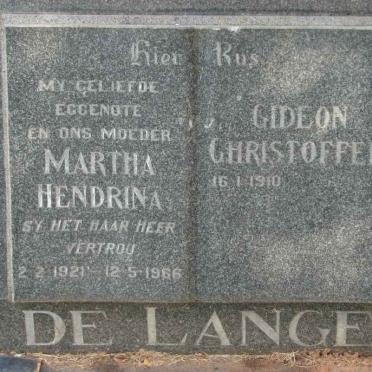 Hier Rus
MY GELIEFDE
EGGENOTE
EN ONS MOEDER
MARTHA
HENDRINA
SY HET HAAR HEER
VERTROU
2·2·1921 - 12·5·1966
GIDEON
CHRISTOFFEL
16·1·1910
DE LANGE